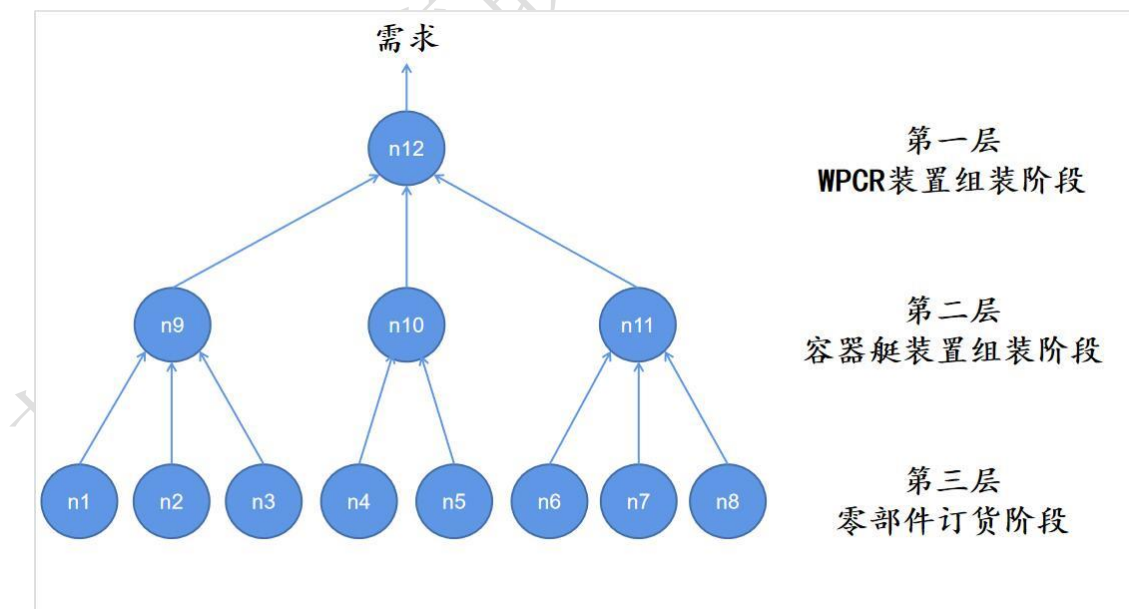 需求
n12
第一层
WPCR装置组装阶段
n9
n10
n11
第二层
容器艇装置组装阶段
n1
n2
n3
n4
n5
n6
n7
n8
第三层
零部件订货阶段